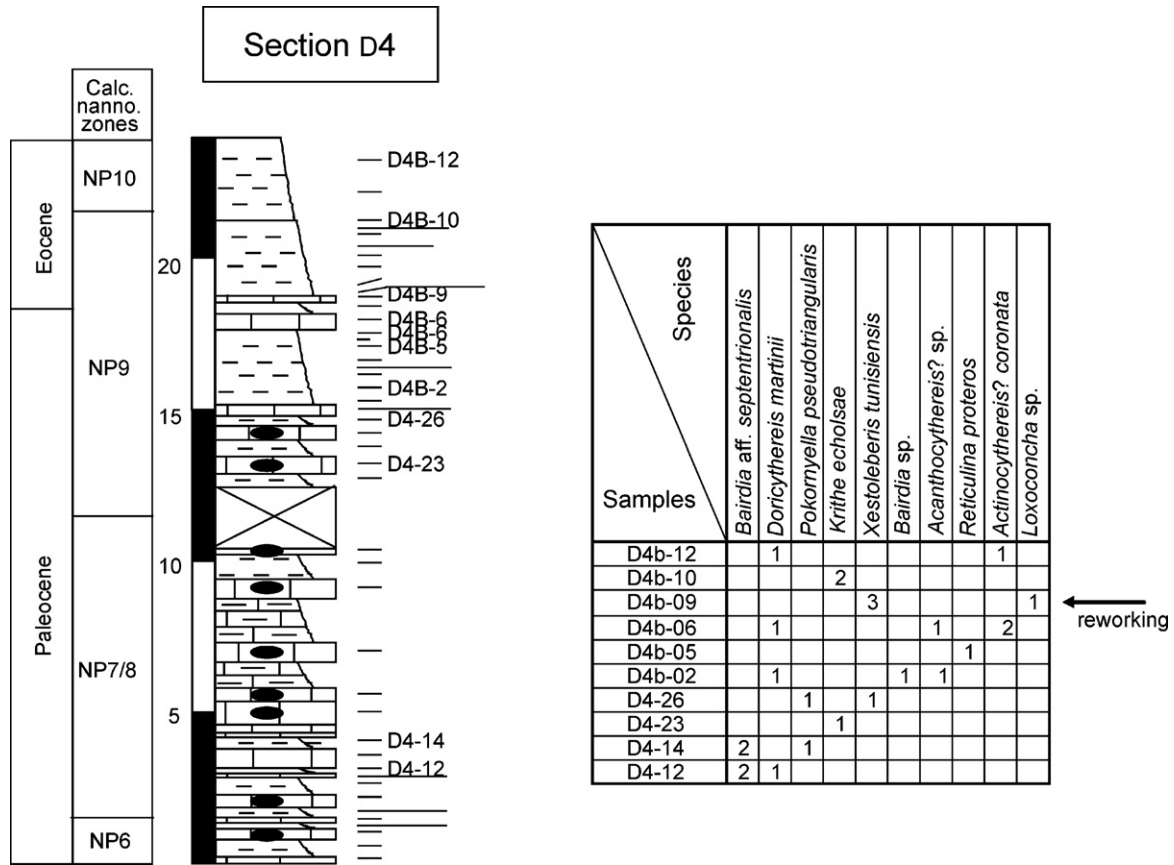 Section D4
Calc.
nanno.
zones
Eocene
Paleocene
NP10
NP9
NP7/8
NP6
20
15
10
5
D4B-12
D4B-10
D4B-9
D4B-6
D4B-6
D4B-5
D4B-2
D4-26
D4-23
D4-14
D4-12
Species
Samples
Bairdia aff. septentrionalis
Doricythereis martinii
Pokornyella pseudotriangularis
Krithe echolsae
Xestoleberis tunisiensis
Bairdia sp.
Acanthocythereis? sp.
Reticulina proteros
Actinocythereis? coronata
Loxoconcha sp.
D4b-12 1 1
D4b-10 2
D4b-09 3 1
D4b-06 1 1 2
D4b-05 1
D4b-02 1 1 1
D4-26 1 1
D4-23 1
D4-14 2 1
D4-12 2 1
reworking